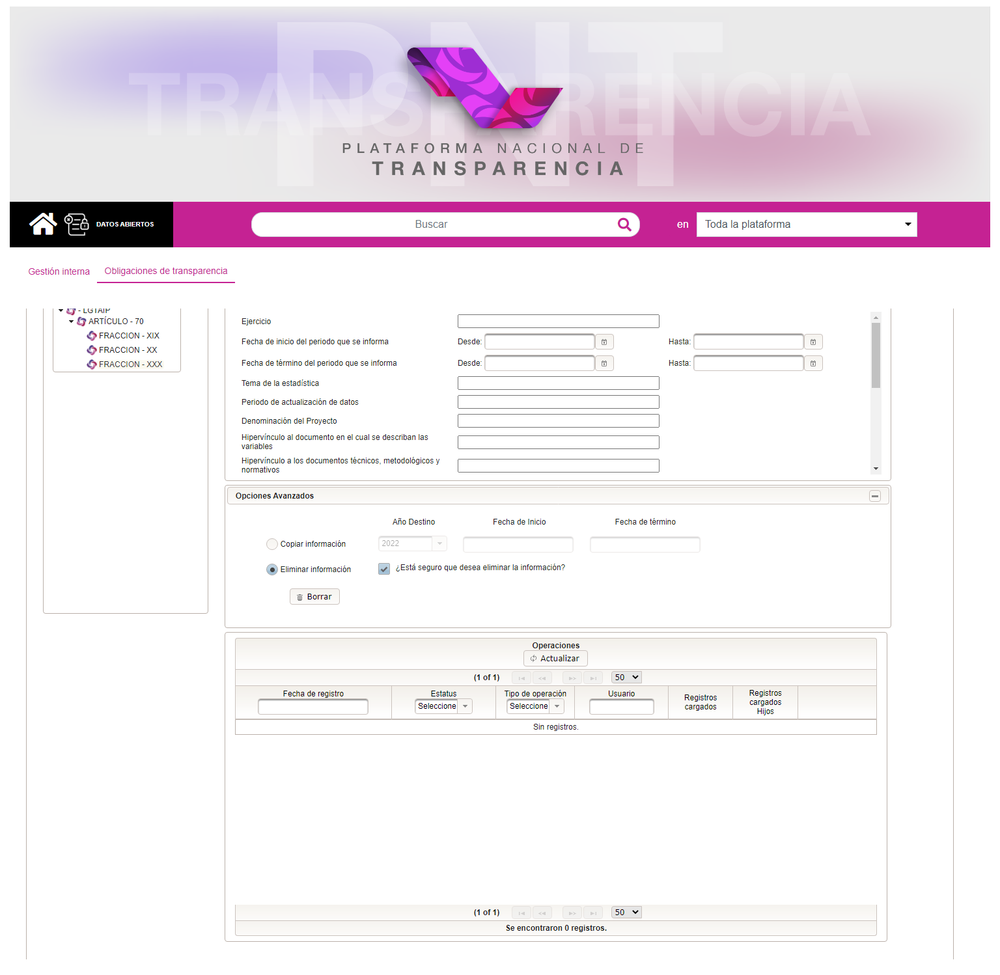 PNT
TRANSPARENCIA
PLATAFORMA NACIONAL DE
TRANSPARENCIA
DATOS ABIERTOS
Buscar
en
Toda la plataforma
Gestión interna
Obligaciones de transparencia
- LGTAIP
ARTÍCULO - 70
FRACCION - XIX
FRACCION - XX
FRACCION - XXX
Ejercicio
Fecha de inicio del periodo que se informa Desde: Hasta:
Fecha de término del periodo que se informa Desde: Hasta:
Tema de la estadística
Periodo de actualización de datos
Denominación del Proyecto
Hipervínculo al documento en el cual se describan las
variables
Hipervínculo a los documentos técnicos, metodológicos y
normativos
Opciones Avanzados
Año Destino Fecha de Inicio Fecha de término
Copiar información 2022
Eliminar información ¿Está seguro que desea eliminar la información?
Borrar
Operaciones
Actualizar
(1 of 1) 50
Fecha de registro
Estatus
Seleccione
Tipo de operación
Seleccione
Usuario
Registros
cargados
Registros
cargados
Hijos
Sin registros.
(1 of 1) 50
Se encontraron 0 registros.